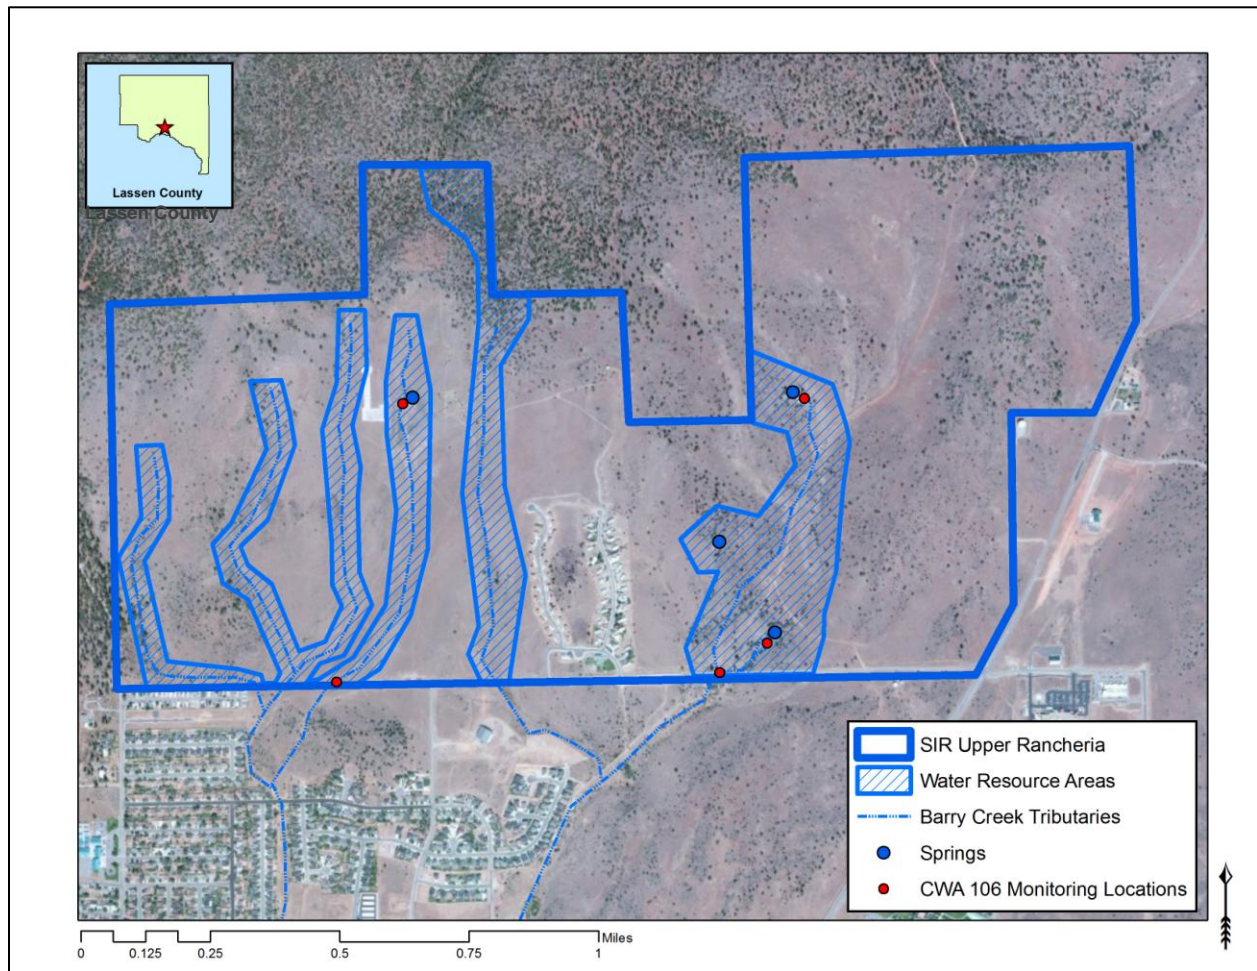 Lassen County
Lassen County
SIR Upper Rancheria
Water Resource Areas
Barry Creek Tributaries
Springs
CWA 106 Monitoring Locations
Miles
0 0.125 0.25 0.5 0.75 1